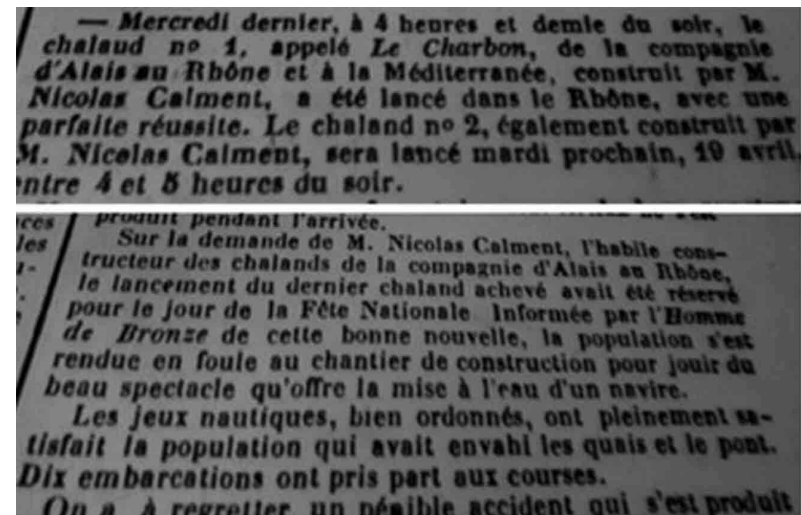 — Mercredi dernier, à 4 heures et demie du soir, le
chaland nº 1, appelé Le Charbon, de la compagnie
d'Alais au Rhône et à la Méditerranée, construit par M.
Nicolas Calment, a été lancé dans le Rhône, avec une
parfaite réussite. Le chaland nº 2, également construit par
M. Nicolas Calment, sera lancé mardi prochain, 19 avril,
entre 4 et 5 heures du soir.
produit pendant l'arrivée.
Sur la demande de M. Nicolas Calment, l'habile cons-
tructeur des chalands de la compagnie d'Alais au Rhône,
le lancement du dernier chaland achevé avait été réservé
pour le jour de la Fête Nationale Informée par l'Homme
de Bronze de cette bonne nouvelle, la population s'est
rendue en foule au chantier de construction pour jouir du
beau spectacle qu'offre la mise à l'eau d'un navire.
Les jeux nautiques, bien ordonnés, ont pleinement sa-
tisfait la population qui avait envahi les quais et le pont.
Dix embarcations ont pris part aux courses.
On a à regretter un pénible accident qui s'est produit